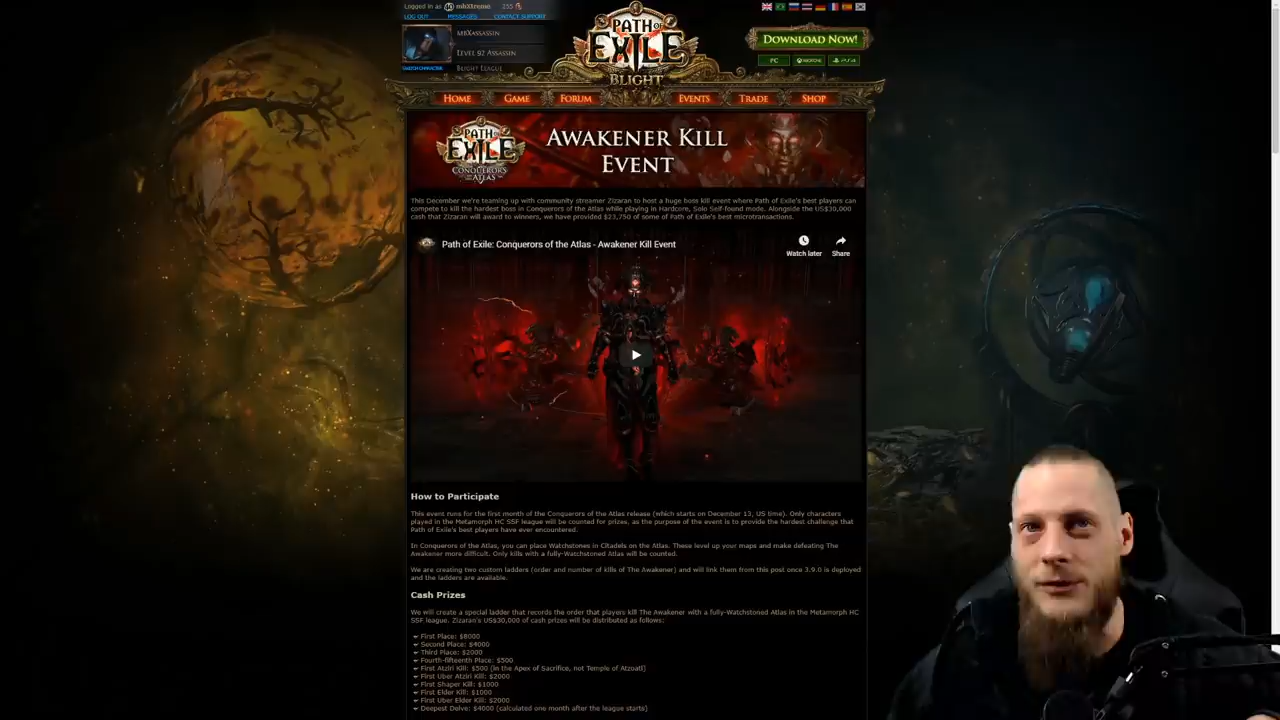 Logged in as mbXtreme 255
LOG OUT MESSAGES CONTACT SUPPORT
MBXASSASSIN
LEVEL 92 ASSASSIN
BLIGHT LEAGUE
SWITCH CHARACTER
PATH OF EXILE
BLIGHT
DOWNLOAD NOW!
PC XBOX ONE PS4
HOME GAME FORUM EVENTS TRADE SHOP
PATH OF EXILE
CONQUERORS OF THE ATLAS
AWAKENER KILL
EVENT
This December we're teaming up with community streamer Zizaran to host a huge boss kill event where Path of Exile's best players can
compete to kill the hardest boss in Conquerors of the Atlas while playing in Hardcore, Solo Self-found mode. Alongside the US$30,000
cash that Zizaran will award to winners, we have provided $23,750 of some of Path of Exile's best microtransactions.
Path of Exile: Conquerors of the Atlas - Awakener Kill Event
Watch later Share
How to Participate
This event runs for the first month of the Conquerors of the Atlas release (which starts on December 13, US time). Only characters
played in the Metamorph HC SSF league will be counted for prizes, as the purpose of the event is to provide the hardest challenge that
Path of Exile's best players have ever encountered.
In Conquerors of the Atlas, you can place Watchstones in Citadels on the Atlas. These level up your maps and make defeating The
Awakener more difficult. Only kills with a fully-Watchstoned Atlas will be counted.
We are creating two custom ladders (order and number of kills of The Awakener) and will link them from this post once 3.9.0 is deployed
and the ladders are available.
Cash Prizes
We will create a special ladder that records the order that players kill The Awakener with a fully-Watchstoned Atlas in the Metamorph HC
SSF league. Zizaran's US$30,000 of cash prizes will be distributed as follows:
First Place: $8000
Second Place: $4000
Third Place: $2000
Fourth-fifteenth Place: $500
First Atziri Kill: $500 (in the Apex of Sacrifice, not Temple of Atzoatl)
First Uber Atziri Kill: $2000
First Shaper Kill: $1000
First Elder Kill: $1000
First Uber Elder Kill: $2000
Deepest Delve: $4000 (calculated one month after the league starts)